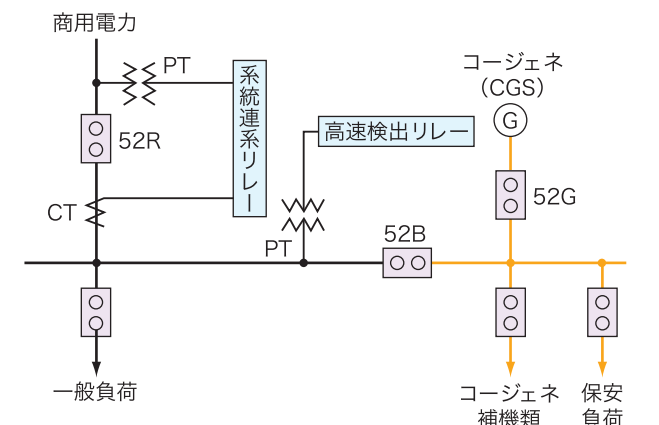 商用電力
PT
系統連系リレー
52R
CT
高速検出リレー
PT
コージェネ
(CGS)
G
52G
52B
一般負荷
コージェネ
補機類
保安
負荷